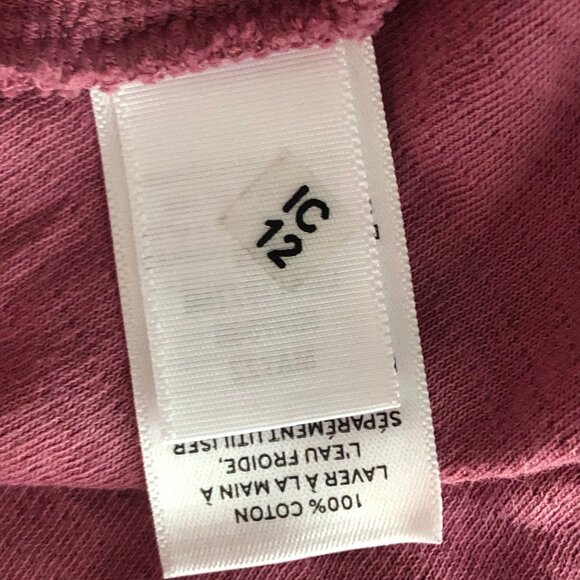 IC
12
100% COTON
LAVER À LA MAIN À
L'EAU FROIDE,
SÉPARÉMENT UTILISER